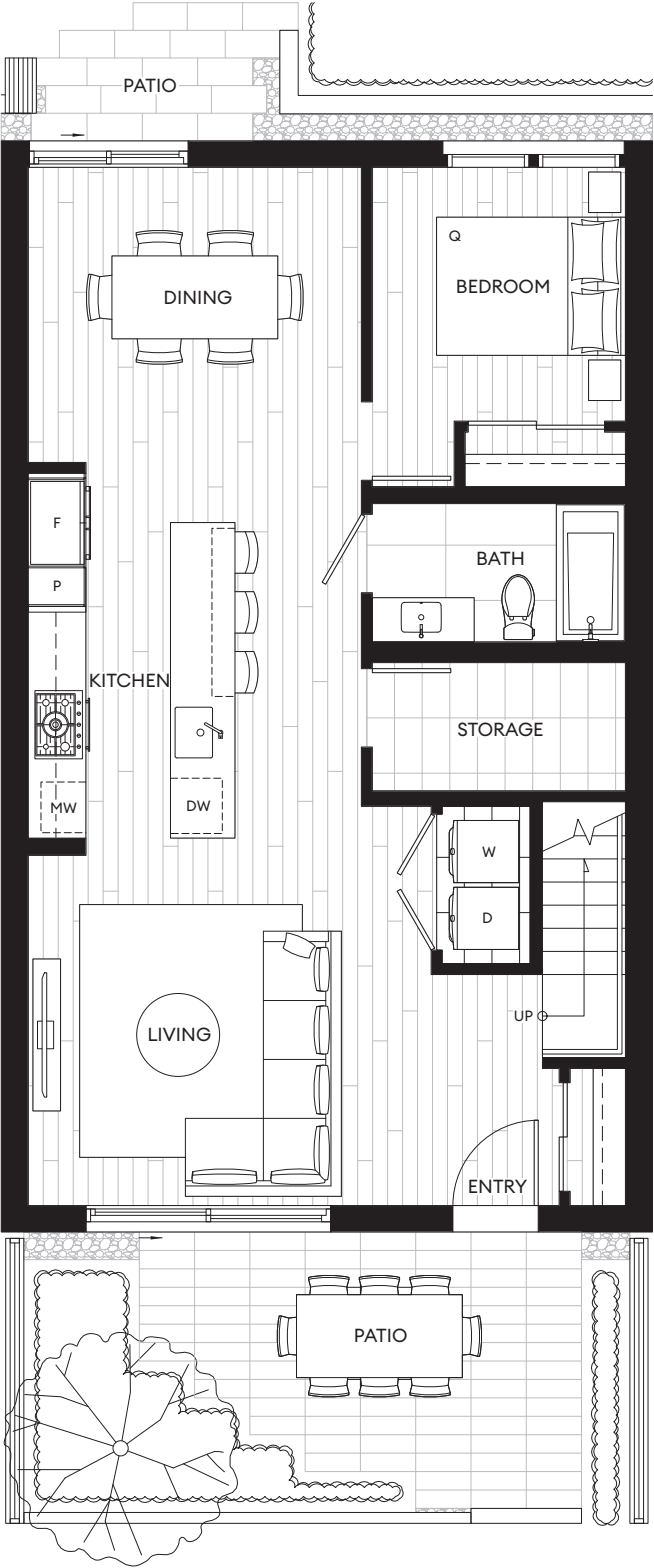 PATIO
Q
DINING
BEDROOM
F
BATH
P
KITCHEN
STORAGE
MW
DW
W
D
UP
LIVING
ENTRY
PATIO